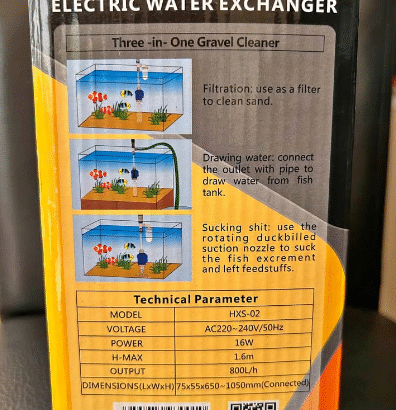 ELECTRIC WATER EXCHANGER
Three -in- One Gravel Cleaner
Filtration: use as a filter
to clean sand.
Drawing water: connect
the outlet with pipe to
draw water from fish
tank.
Sucking shit: use the
rotating duckbilled
suction nozzle to suck
the fish excrement
and left feedstuffs.
Technical Parameter
MODEL HXS-02
VOLTAGE AC220~240V/50Hz
POWER 16W
H-MAX 1.6m
OUTPUT 800L/h
DIMENSIONS(LxWxH) 75x55x650~1050mm(Connected)